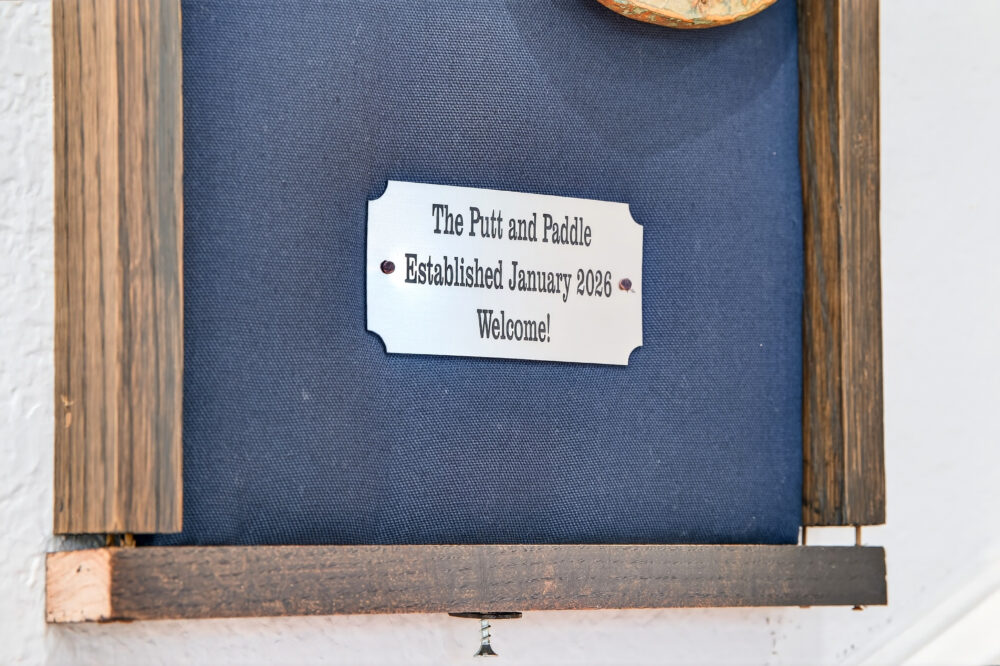 The Putt and Paddle
Established January 2026
Welcome!